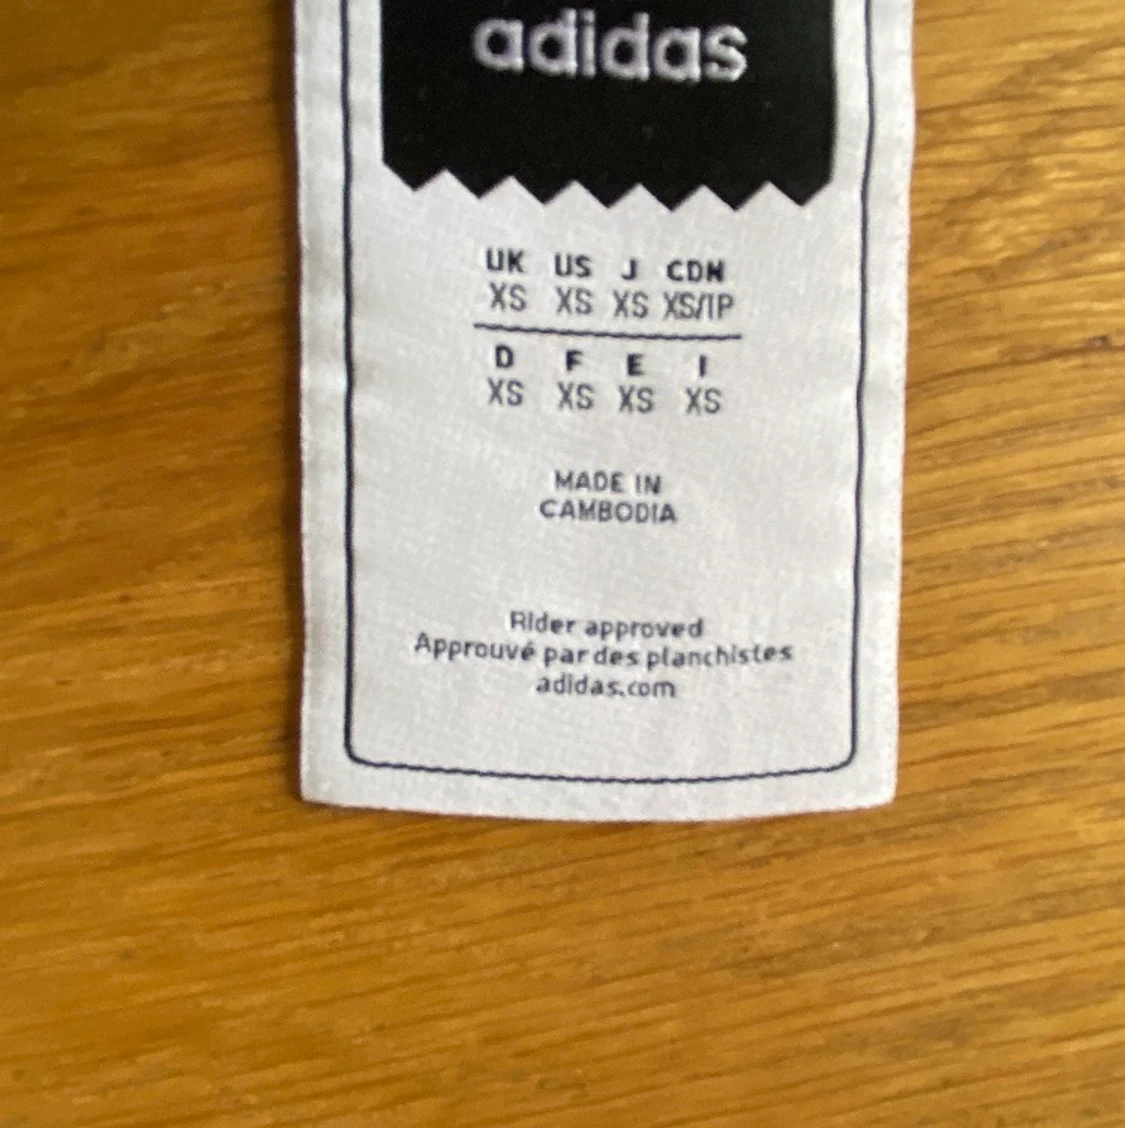 adidas
UK US J CDN
XS XS XS XS/TP
D F E I
XS XS XS XS
MADE IN
CAMBODIA
Rider approved
Approuvé par des planchistes
adidas.com